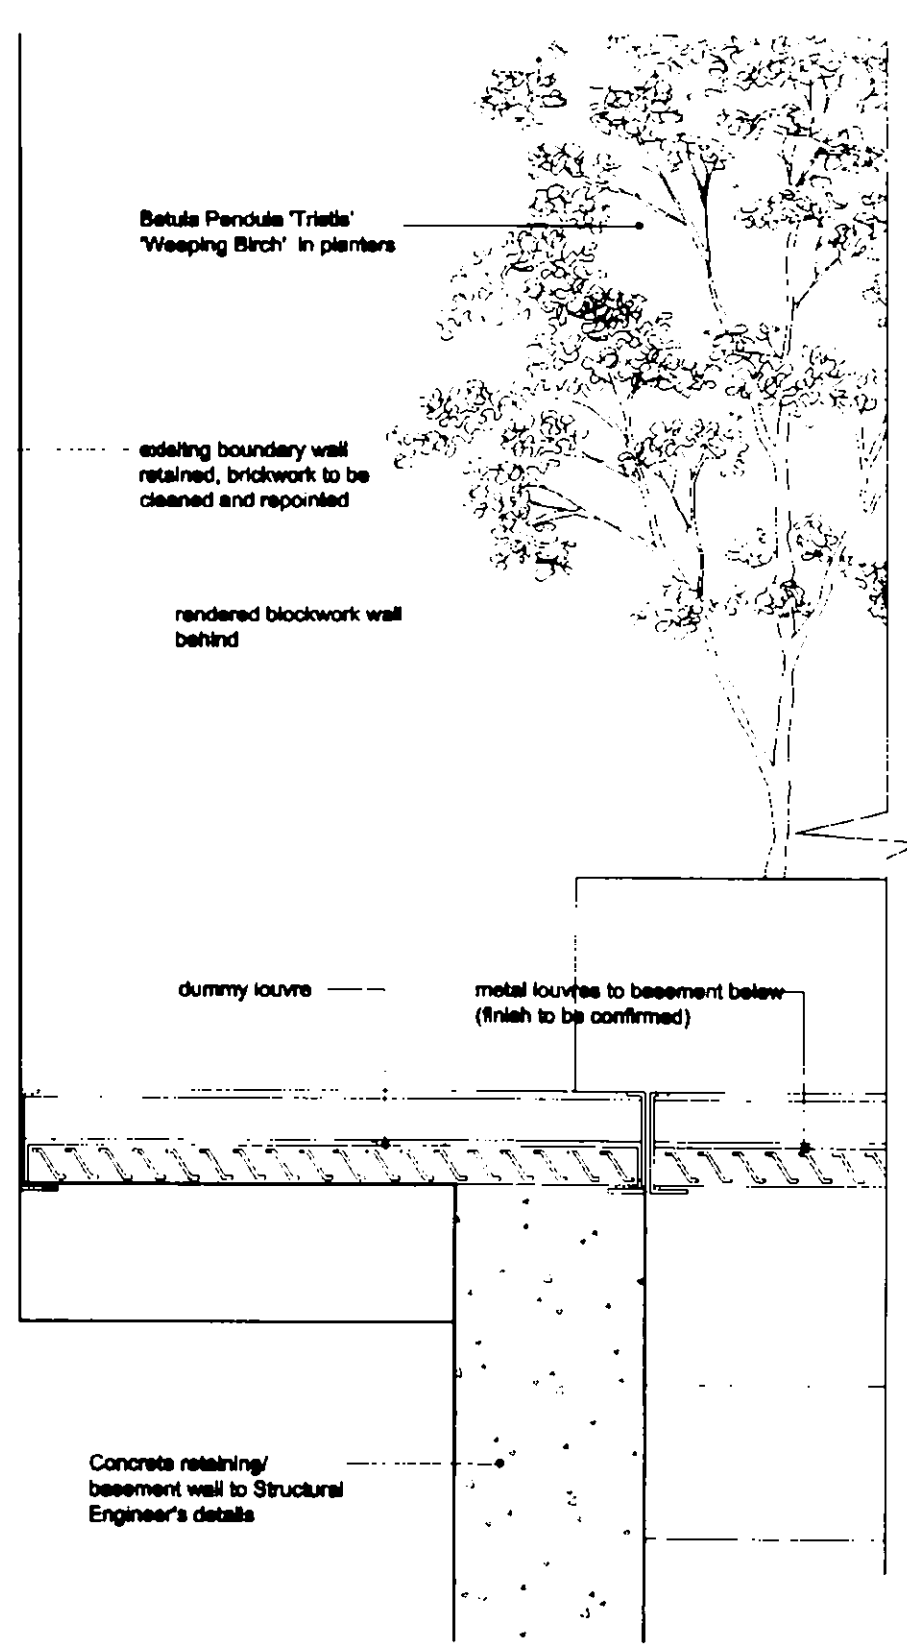 Betula Pendula 'Tristis'
'Weeping Birch' in planters
existing boundary wall
retained, brickwork to be
cleaned and repointed
rendered blockwork wall
behind
dummy louvre
metal louvres to basement below
(finish to be confirmed)
Concrete retaining/
basement wall to Structural
Engineer's details